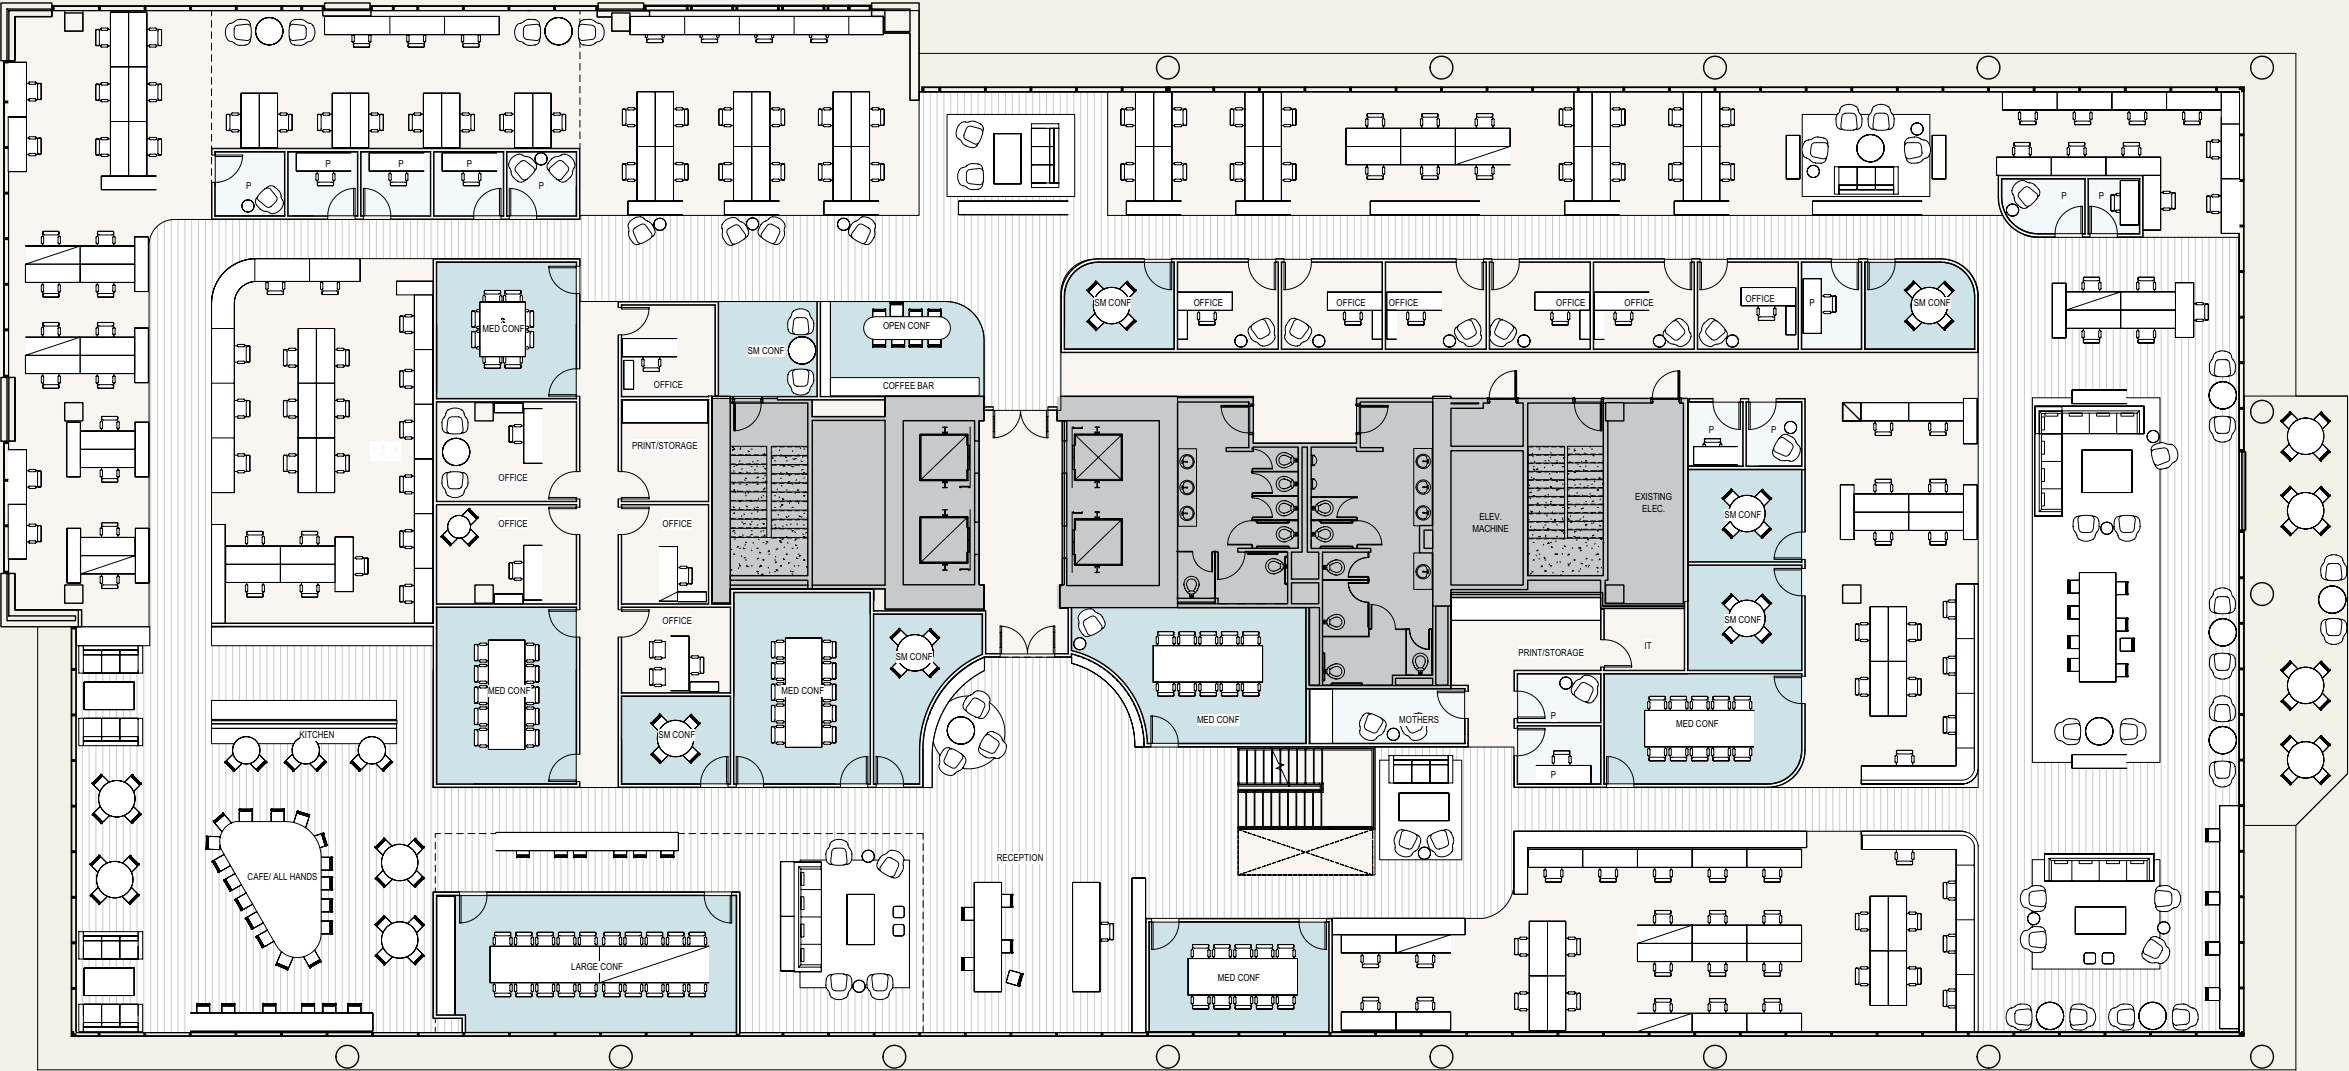 P
P
P
P
P
P
P
SM CONF
OFFICE
OFFICE
OFFICE
OFFICE
OFFICE
OFFICE
P
SM CONF
MED CONF
OPEN CONF
SM CONF
OFFICE
COFFEE BAR
PRINT/STORAGE
P
P
OFFICE
OFFICE
OFFICE
ELEV.
MACHINE
EXISTING
ELEC.
SM CONF
OFFICE
SM CONF
SM CONF
PRINT/STORAGE
IT
MED CONF
MED CONF
MED CONF
MOTHERS
P
MED CONF
KITCHEN
SM CONF
P
RECEPTION
CAFE/ ALL HANDS
LARGE CONF
MED CONF